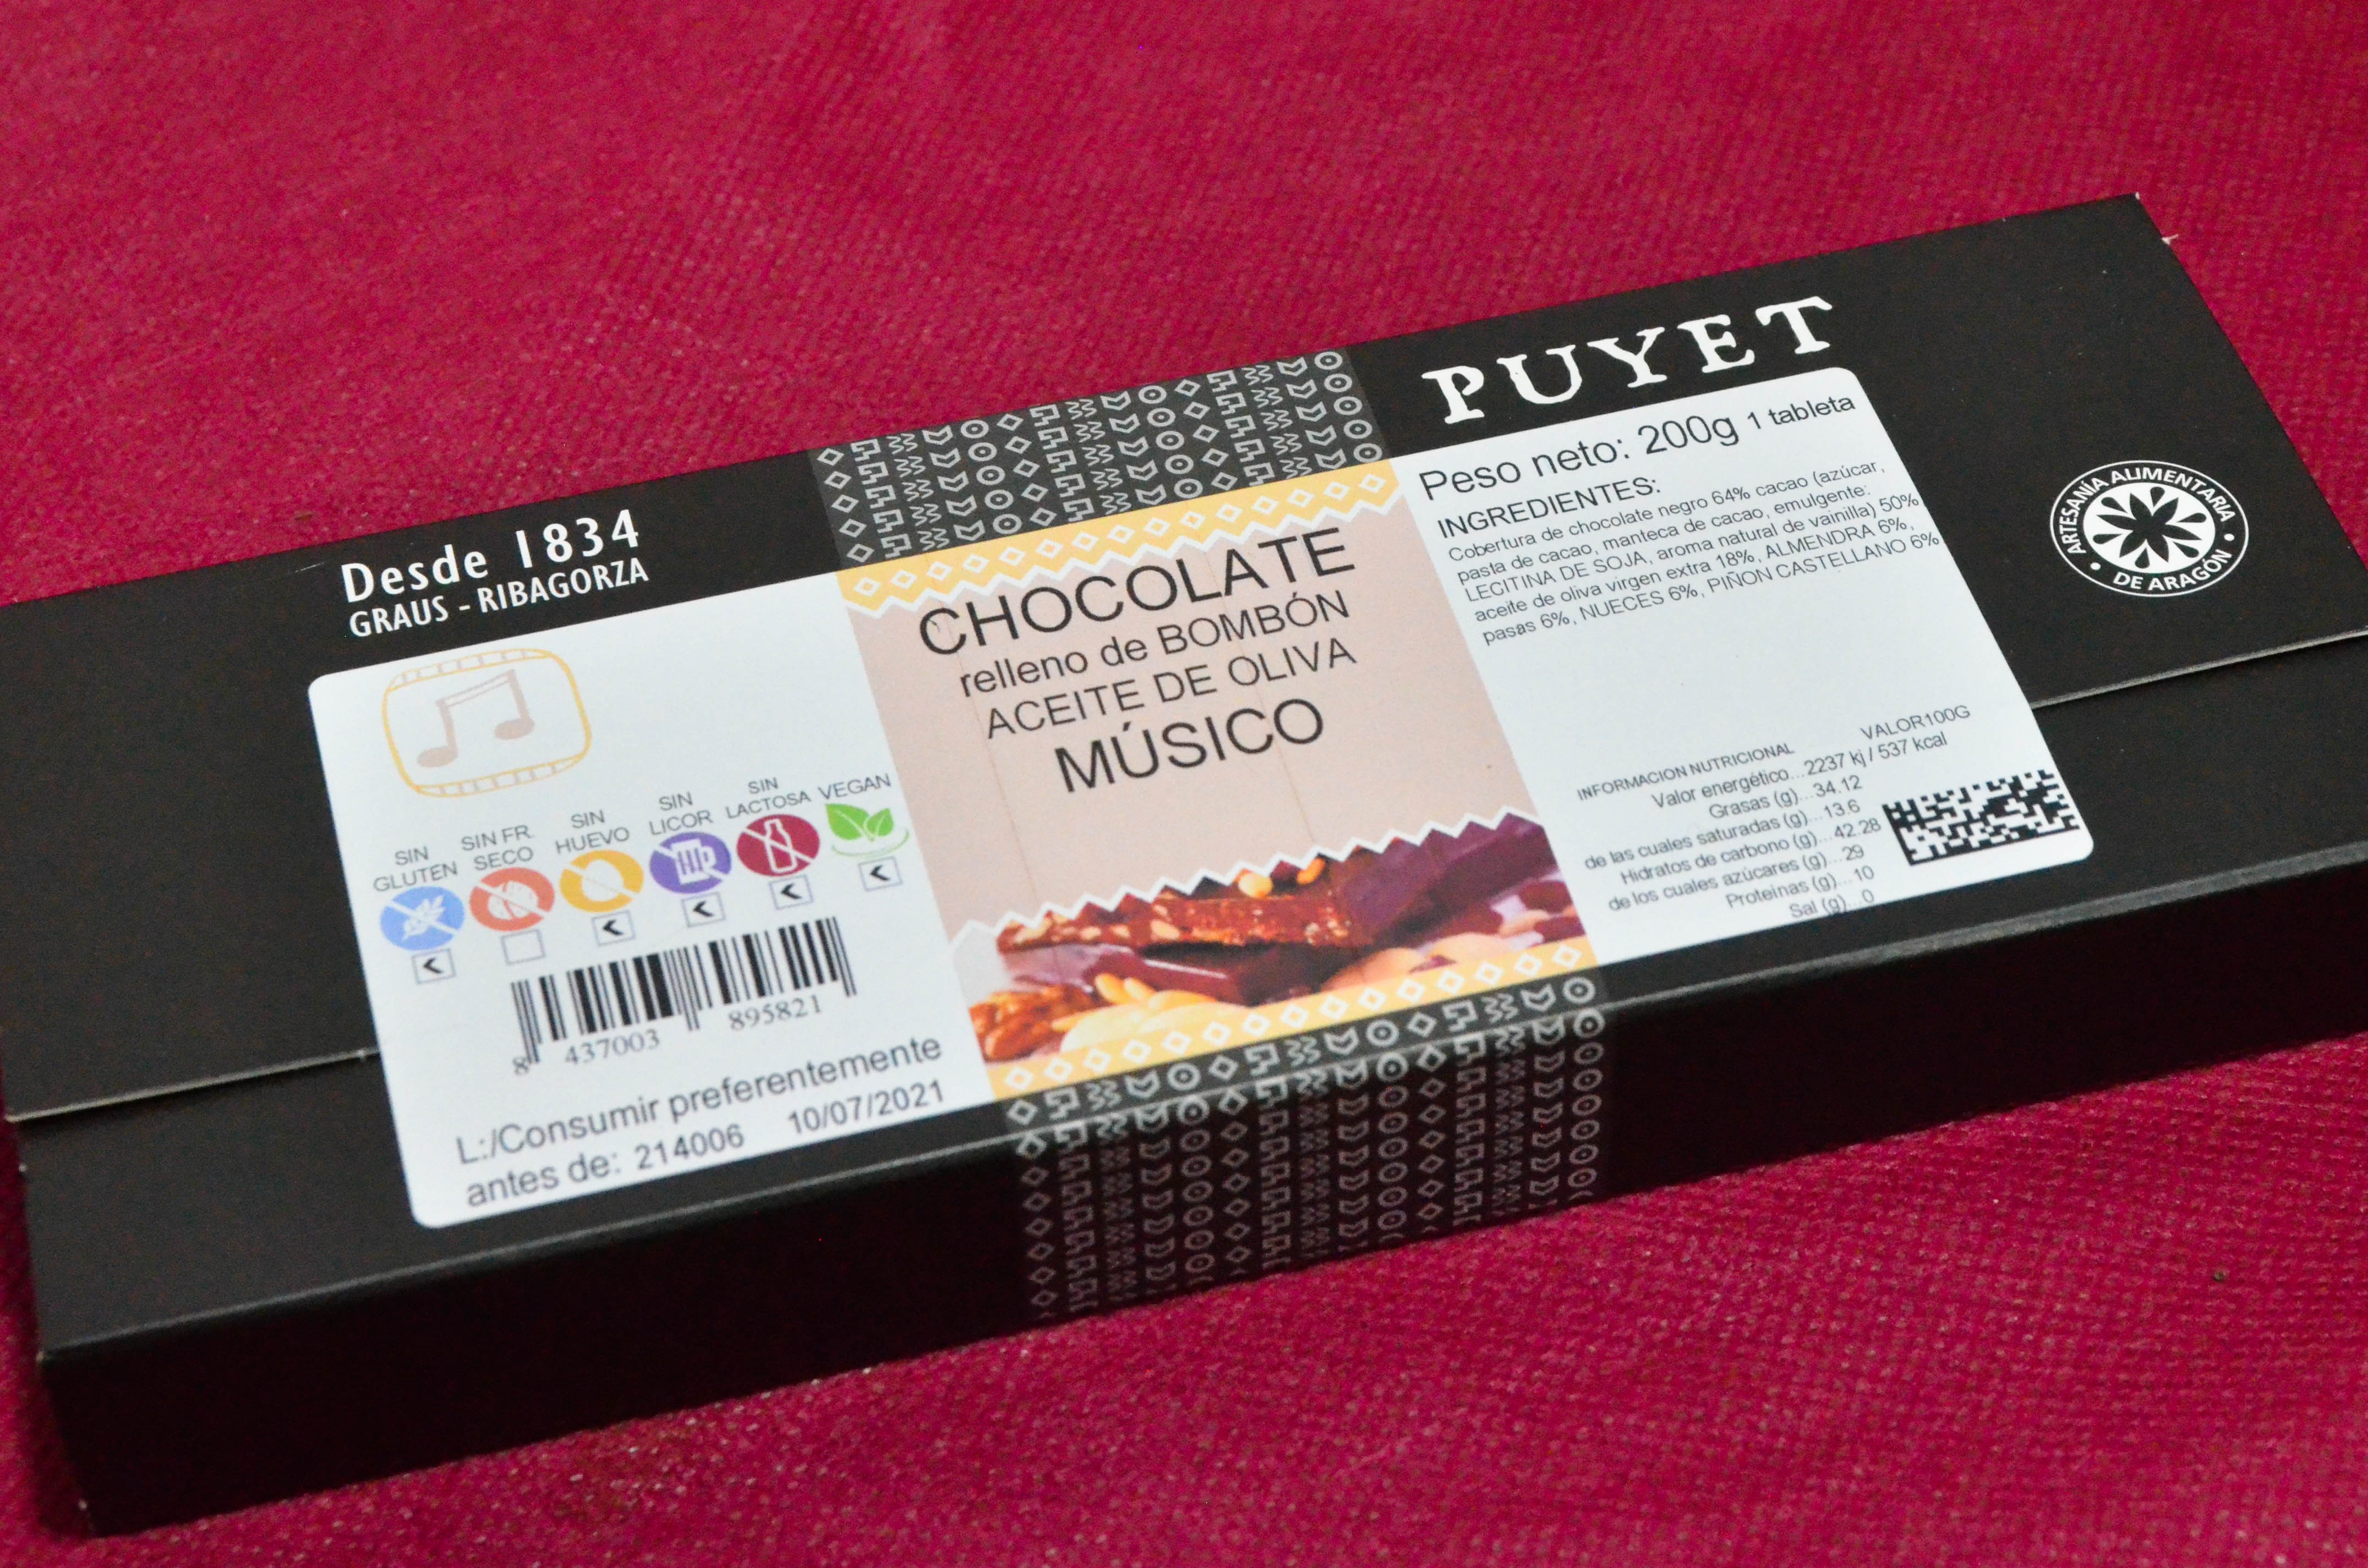 Desde 1834
GRAUS - RIBAGORZA
SIN
GLUTEN
SIN FR.
SECO
SIN
HUEVO
SIN
LICOR
SIN
LACTOSA
VEGAN
8 437003 895821
L:/Consumir preferentemente
antes de: 214006 10/07/2021
CHOCOLATE
relleno de BOMBÓN
ACEITE DE OLIVA
MÚSICO
PUYET
Peso neto: 200g 1 tableta
INGREDIENTES:
Cobertura de chocolate negro 64% cacao (azúcar,
pasta de cacao, manteca de cacao, emulgente:
LECITINA DE SOJA, aroma natural de vainilla) 50%
aceite de oliva virgen extra 18%, ALMENDRA 6%,
pasas 6%, NUECES 6%, PIÑON CASTELLANO 6%
INFORMACION NUTRICIONAL VALOR100G
Valor energético...2237 kj / 537 kcal
Grasas (g)...34.12
de las cuales saturadas (g)...13.6
Hidratos de carbono (g)...42.28
de los cuales azúcares (g)...29
Proteínas (g)...10
Sal (g)...0
ARTESANÍA ALIMENTARIA
• DE ARAGÓN •